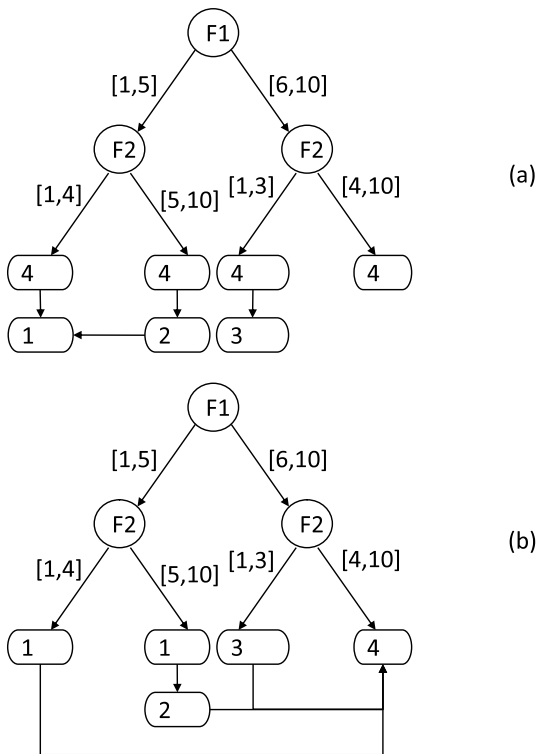 F1
[1,5] [6,10]
F2 F2 (a)
[1,4] [5,10] [1,3] [4,10]
4 4 4 4
1 2 3
F1
[1,5] [6,10]
F2 F2 (b)
[1,4] [5,10] [1,3] [4,10]
1 1 3 4
2